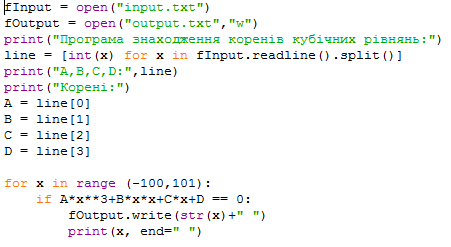 fInput = open("input.txt")
fOutput = open("output.txt","w")
print("Програма знаходження коренів кубічних рівнянь:")
line = [int(x) for x in fInput.readline().split()]
print("A,B,C,D:",line)
print("Корені:")
A = line[0]
B = line[1]
C = line[2]
D = line[3]
for x in range (-100,101):
    if A*x**3+B*x*x+C*x+D == 0:
        fOutput.write(str(x)+" ")
        print(x, end=" ")